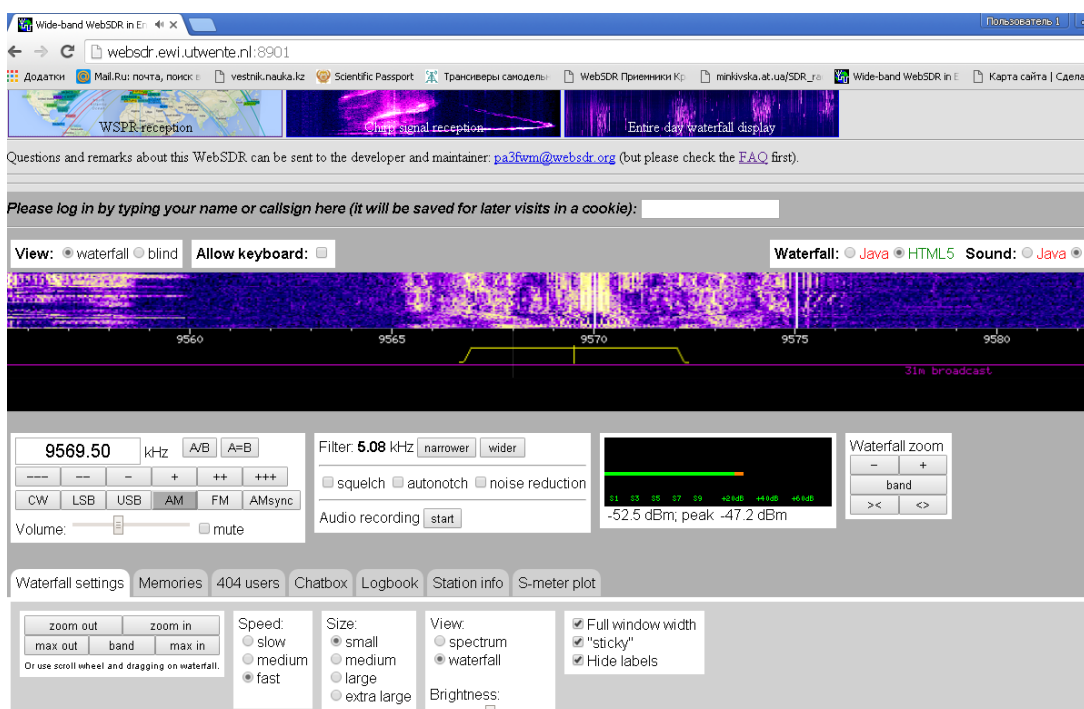 Wide-band WebSDR in En
Пользователь 1
websdr.ewi.utwente.nl:8901
Додатки Mail.Ru: почта, поиск в vestnik.nauka.kz Scientific Passport Трансиверы самодельн WebSDR Приемники Кр minkivska.at.ua/SDR_ra Wide-band WebSDR in E Карта сайта | Сдела
WSPR reception Chirp signal reception Entire day waterfall display
Questions and remarks about this WebSDR can be sent to the developer and maintainer: pa3fwm@websdr.org (but please check the FAQ first).
Please log in by typing your name or callsign here (it will be saved for later visits in a cookie):
View: waterfall blind Allow keyboard: Waterfall: Java HTML5 Sound: Java
9560 9565 9570 9575 9580
31m broadcast
9569.50 kHz A/B A=B
--- -- - + ++ +++
CW LSB USB AM FM AMsync
Volume: mute
Filter: 5.08 kHz narrower wider
squelch autonotch noise reduction
Audio recording start
S1 S3 S5 S7 S9 +20dB +40dB +60dB
-52.5 dBm; peak -47.2 dBm
Waterfall zoom
- +
band
>< <>
Waterfall settings Memories 404 users Chatbox Logbook Station info S-meter plot
zoom out zoom in
max out band max in
Or use scroll wheel and dragging on waterfall.
Speed:
slow
medium
fast
Size:
small
medium
large
extra large
View:
spectrum
waterfall
Brightness:
Full window width
"sticky"
Hide labels